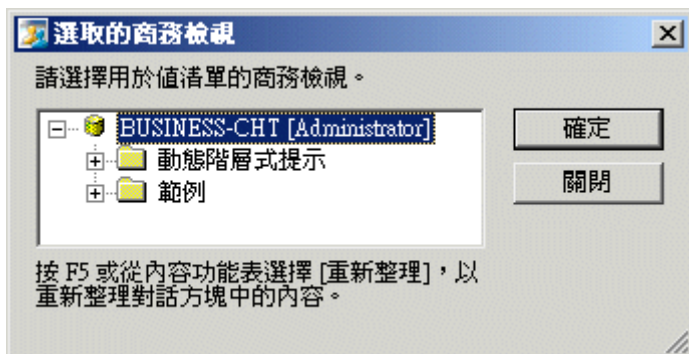 選取的商務檢視
請選擇用於值清單的商務檢視。
BUSINESS-CHT [Administrator]
動態階層式提示
範例
確定
關閉
按 F5 或從內容功能表選擇 [重新整理]，以
重新整理對話方塊中的內容。